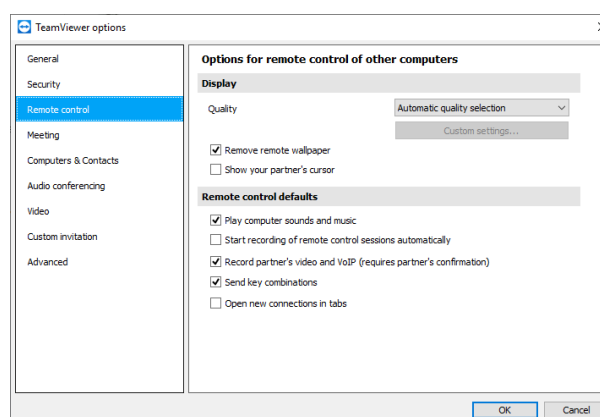 TeamViewer options
General
Security
Remote control
Meeting
Computers & Contacts
Audio conferencing
Video
Custom invitation
Advanced
Options for remote control of other computers
Display
Quality
Automatic quality selection
Custom settings...
Remove remote wallpaper
Show your partner's cursor
Remote control defaults
Play computer sounds and music
Start recording of remote control sessions automatically
Record partner's video and VoIP (requires partner's confirmation)
Send key combinations
Open new connections in tabs
OK
Cancel